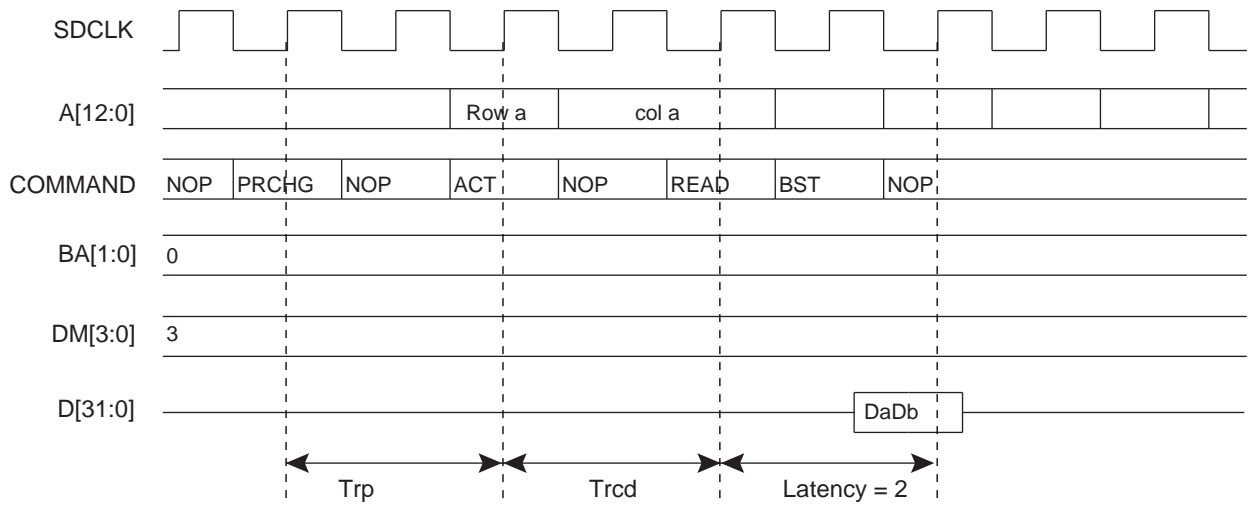 SDCLK
A[12:0] Row a col a
COMMAND NOP PRCHG NOP ACT NOP READ BST NOP
BA[1:0] 0
DM[3:0] 3
D[31:0] DaDb
Trp Trcd Latency = 2